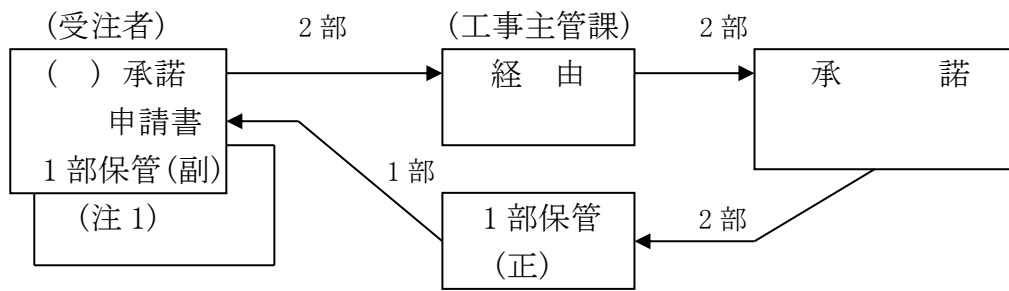 (受注者)
2部
(工事主管課)
2部
( )承諾
申請書
1部保管(副)
(注1)
経 由
承 諾
1部
1部保管
(正)
2部